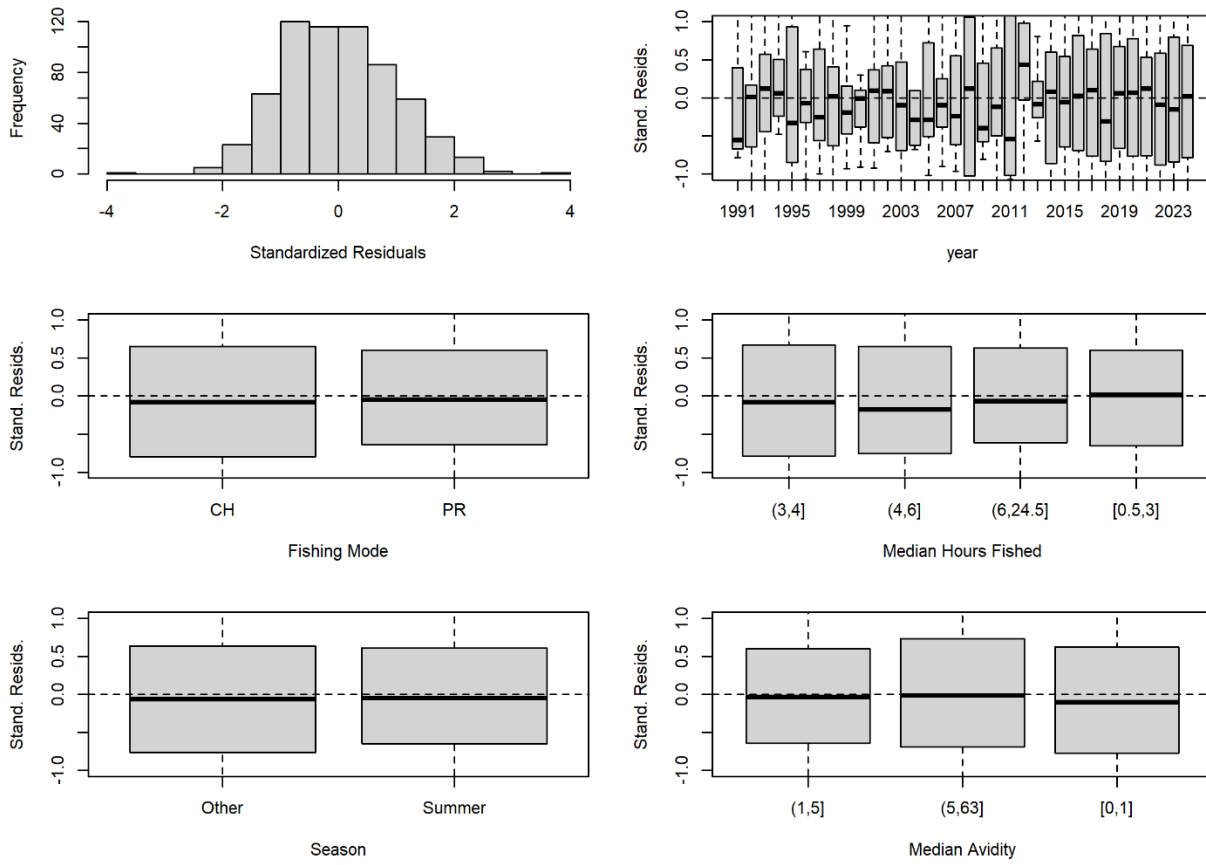 Frequency
0 40 80 120
-4 -2 0 2 4
Standardized Residuals
Stand. Resids.
-1.0 0.0 0.5 1.0
1991 1995 1999 2003 2007 2011 2015 2019 2023
year
Stand. Resids.
-1.0 0.0 0.5 1.0
CH PR
Fishing Mode
Stand. Resids.
-1.0 0.0 0.5 1.0
(3,4] (4,6] (6,24.5] [0.5,3]
Median Hours Fished
Stand. Resids.
-1.0 0.0 0.5 1.0
Other Summer
Season
Stand. Resids.
-1.0 0.0 0.5 1.0
(1,5] (5,63] [0,1]
Median Avidity